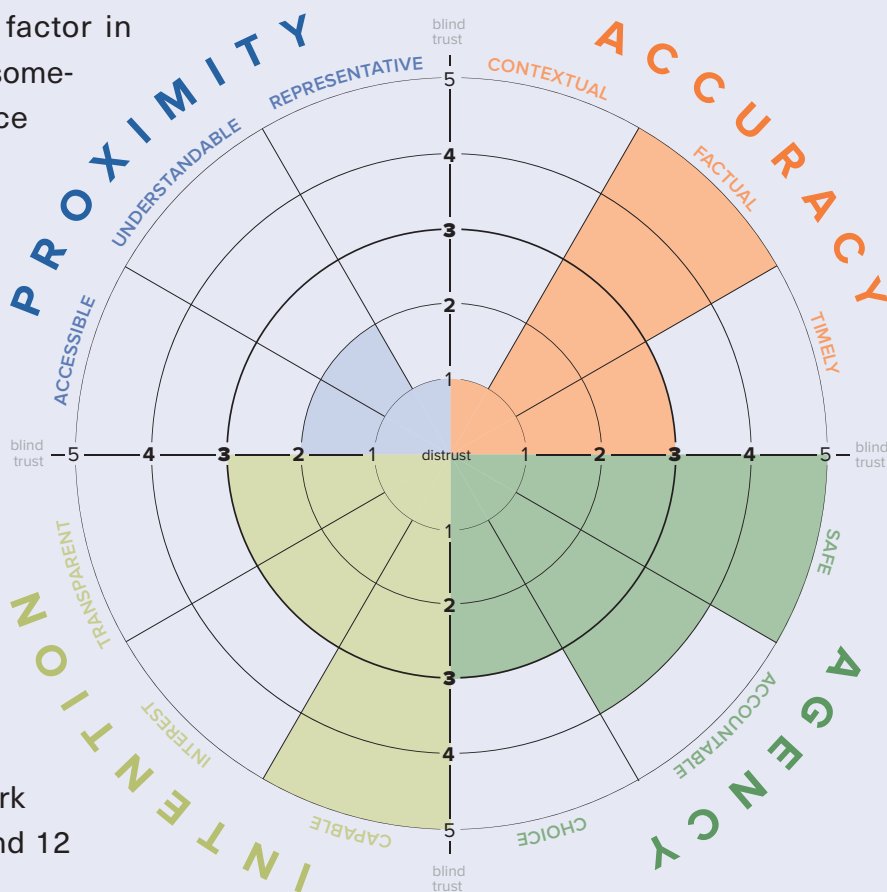 factor in
some-
ce
rk
nd 12
PROXIMITY
ACCURACY
AGENCY
INTENTION
REPRESENTATIVE
UNDERSTANDABLE
ACCESSIBLE
CONTEXTUAL
FACTUAL
TIMELY
SAFE
ACCOUNTABLE
CHOICE
CAPABLE
INTEREST
TRANSPARENT
blind
trust
5
4
3
2
1
blind
trust
5
4
3
2
1
distrust
1
2
3
4
5
blind
trust
1
2
3
4
5
blind
trust